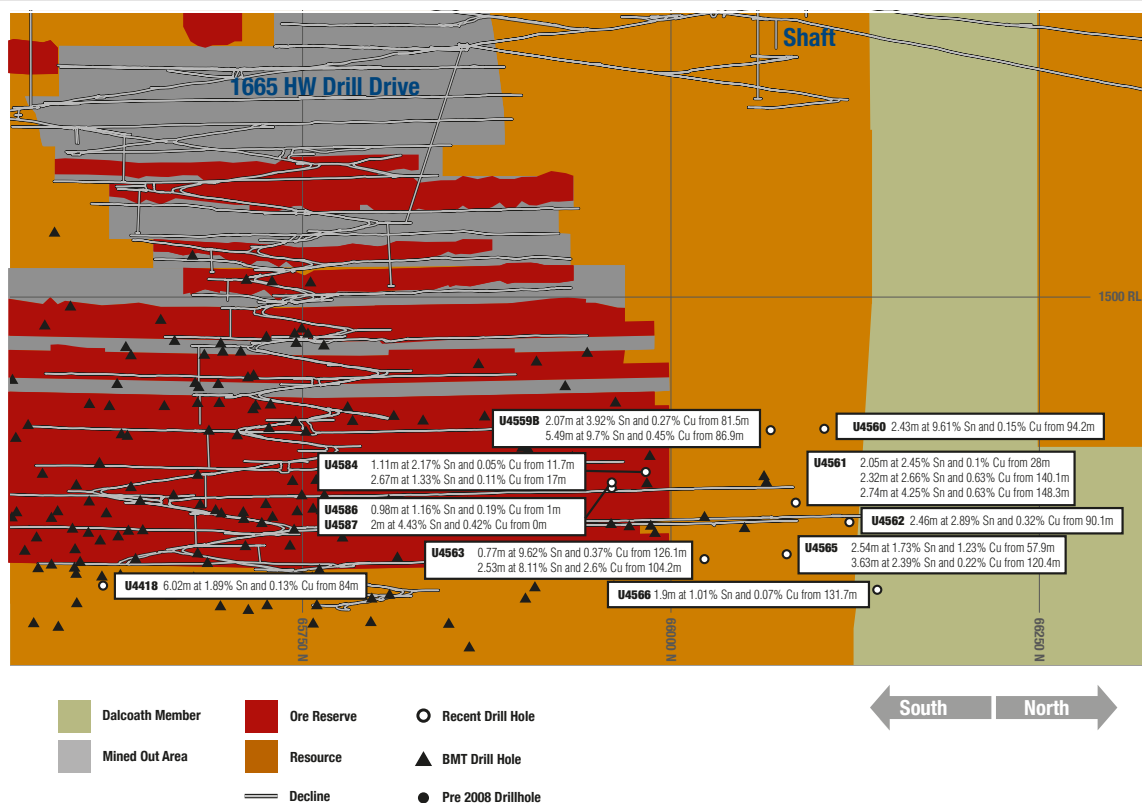 Shaft
1665 HW Drill Drive
1500 RL
U4559B 2.07m at 3.92% Sn and 0.27% Cu from 81.5m
5.49m at 9.7% Sn and 0.45% Cu from 86.9m
U4560 2.43m at 9.61% Sn and 0.15% Cu from 94.2m
U4584 1.11m at 2.17% Sn and 0.05% Cu from 11.7m
2.67m at 1.33% Sn and 0.11% Cu from 17m
U4561 2.05m at 2.45% Sn and 0.1% Cu from 28m
2.32m at 2.66% Sn and 0.63% Cu from 140.1m
2.74m at 4.25% Sn and 0.63% Cu from 148.3m
U4586 0.98m at 1.16% Sn and 0.19% Cu from 1m
U4587 2m at 4.43% Sn and 0.42% Cu from 0m
U4562 2.46m at 2.89% Sn and 0.32% Cu from 90.1m
U4563 0.77m at 9.62% Sn and 0.37% Cu from 126.1m
2.53m at 8.11% Sn and 2.6% Cu from 104.2m
U4565 2.54m at 1.73% Sn and 1.23% Cu from 57.9m
3.63m at 2.39% Sn and 0.22% Cu from 120.4m
U4418 6.02m at 1.89% Sn and 0.13% Cu from 84m
U4566 1.9m at 1.01% Sn and 0.07% Cu from 131.7m
65750 N
66000 N
66250 N
Dalcoath Member
Ore Reserve
Recent Drill Hole
South
North
Mined Out Area
Resource
BMT Drill Hole
Decline
Pre 2008 Drillhole